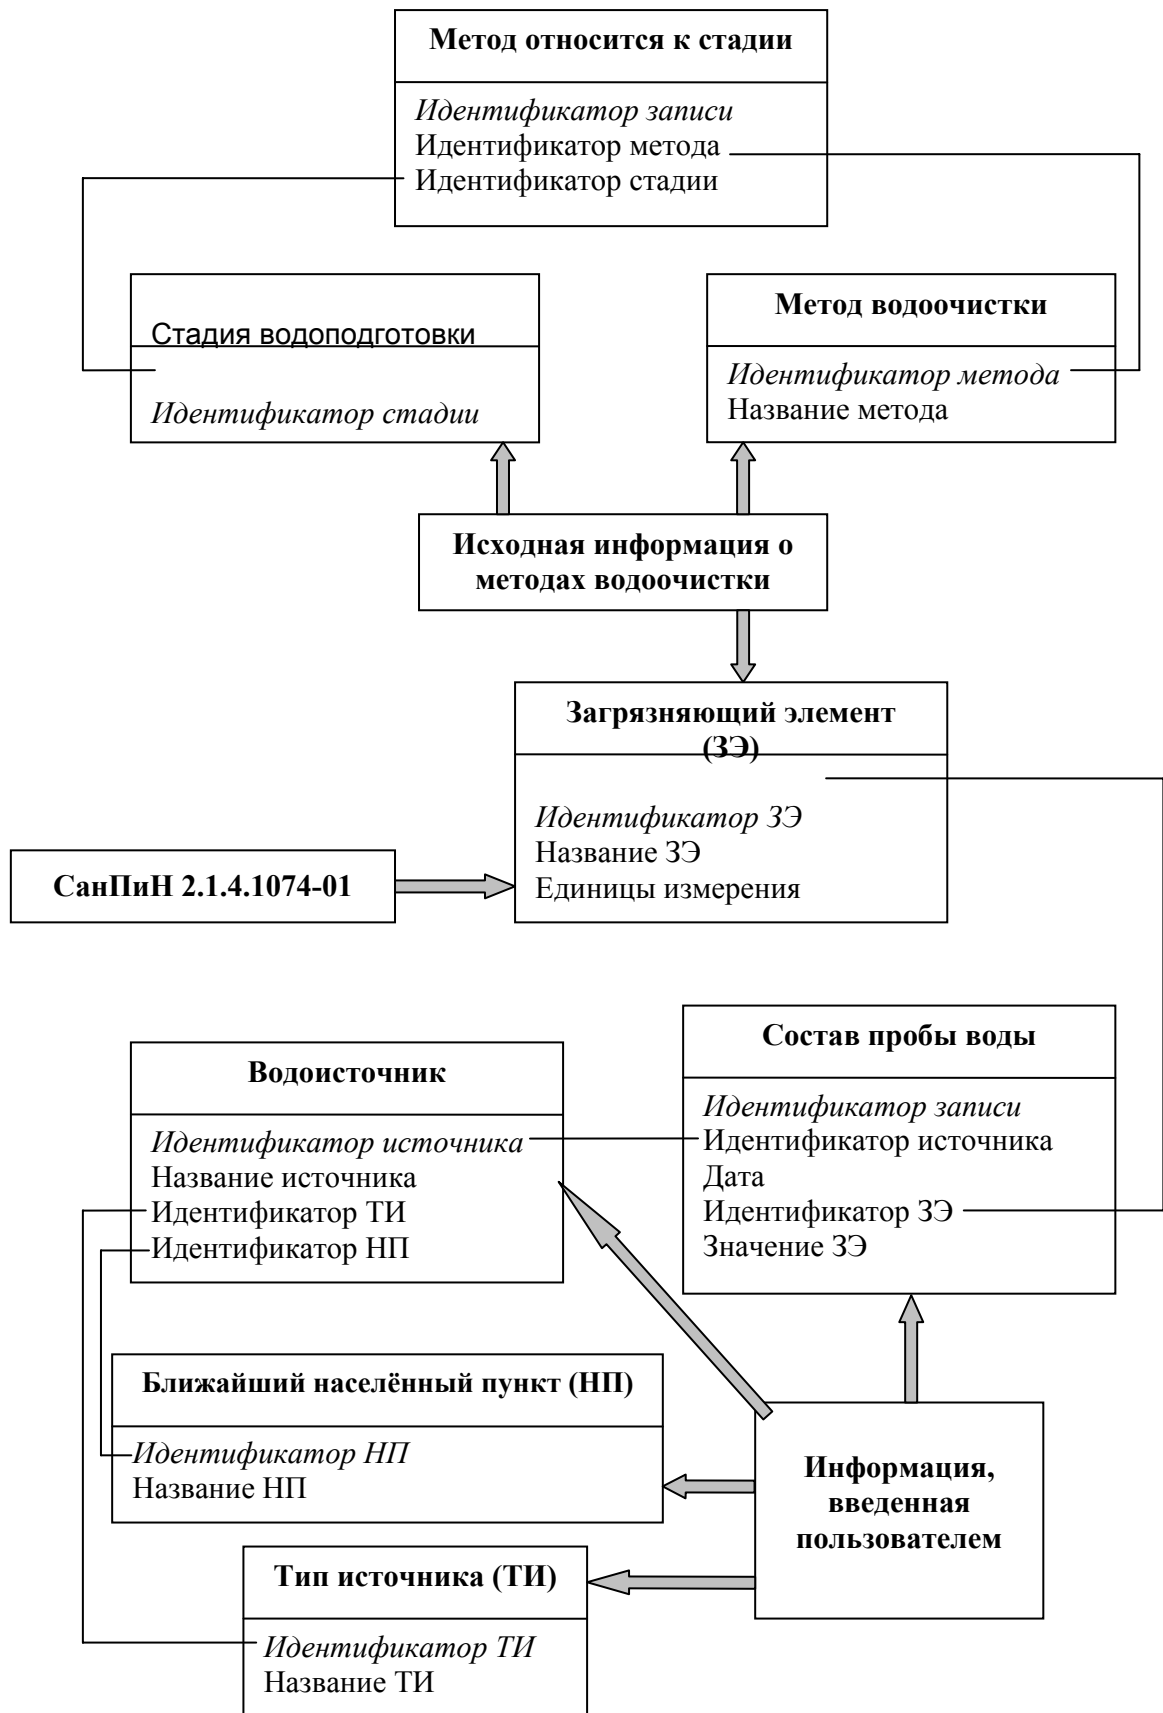 Метод относится к стадии
Идентификатор записи
Идентификатор метода
Идентификатор стадии
Стадия водоподготовки
Идентификатор стадии
Метод водоочистки
Идентификатор метода
Название метода
Исходная информация о
методах водоочистки
Загрязняющий элемент
(ЗЭ)
Идентификатор ЗЭ
Название ЗЭ
Единицы измерения
СанПиН 2.1.4.1074-01
Водоисточник
Идентификатор источника
Название источника
Идентификатор ТИ
Идентификатор НП
Состав пробы воды
Идентификатор записи
Идентификатор источника
Дата
Идентификатор ЗЭ
Значение ЗЭ
Ближайший населённый пункт (НП)
Идентификатор НП
Название НП
Информация,
введенная
пользователем
Тип источника (ТИ)
Идентификатор ТИ
Название ТИ